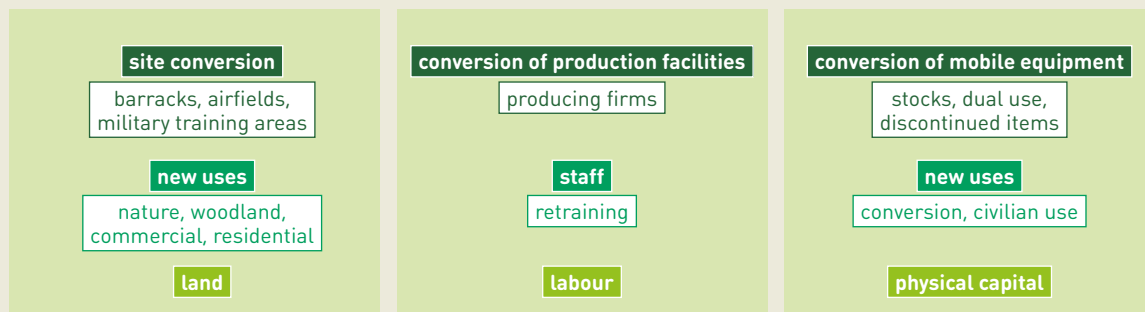 site conversion
barracks, airfields,
military training areas
new uses
nature, woodland,
commercial, residential
land
conversion of production facilities
producing firms
staff
retraining
labour
conversion of mobile equipment
stocks, dual use,
discontinued items
new uses
conversion, civilian use
physical capital